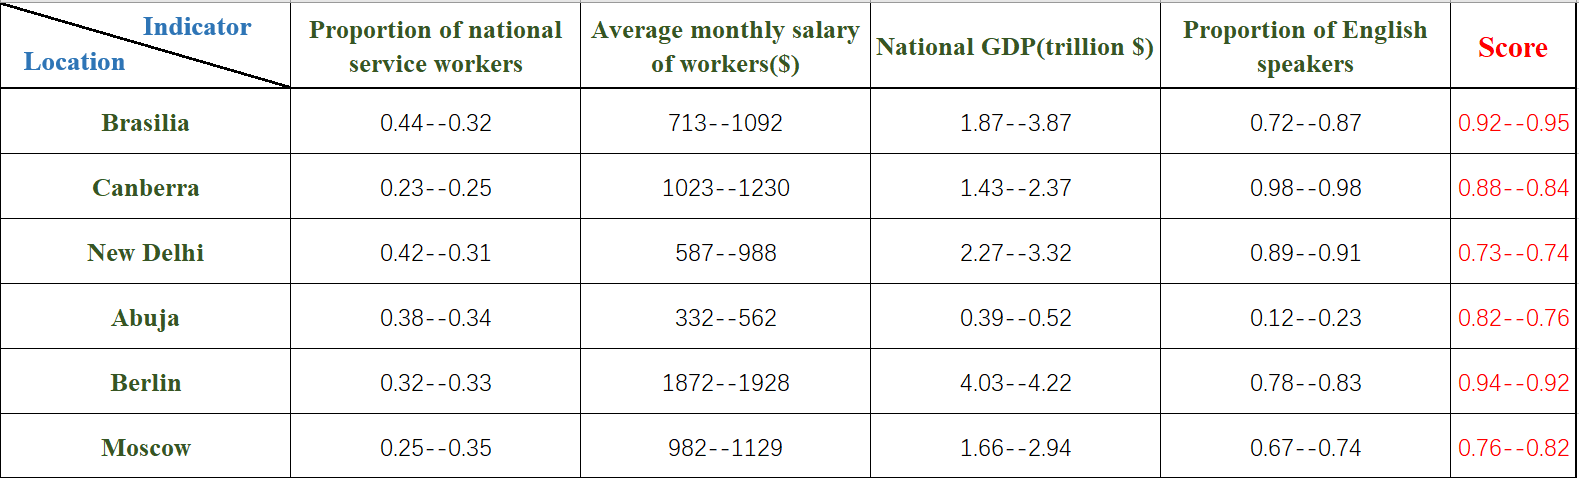 Indicator
Location
Proportion of national
service workers
Average monthly salary
of workers($)
National GDP(trillion $)
Proportion of English
speakers
Score
Brasilia 0.44--0.32 713--1092 1.87--3.87 0.72--0.87 0.92--0.95
Canberra 0.23--0.25 1023--1230 1.43--2.37 0.98--0.98 0.88--0.84
New Delhi 0.42--0.31 587--988 2.27--3.32 0.89--0.91 0.73--0.74
Abuja 0.38--0.34 332--562 0.39--0.52 0.12--0.23 0.82--0.76
Berlin 0.32--0.33 1872--1928 4.03--4.22 0.78--0.83 0.94--0.92
Moscow 0.25--0.35 982--1129 1.66--2.94 0.67--0.74 0.76--0.82